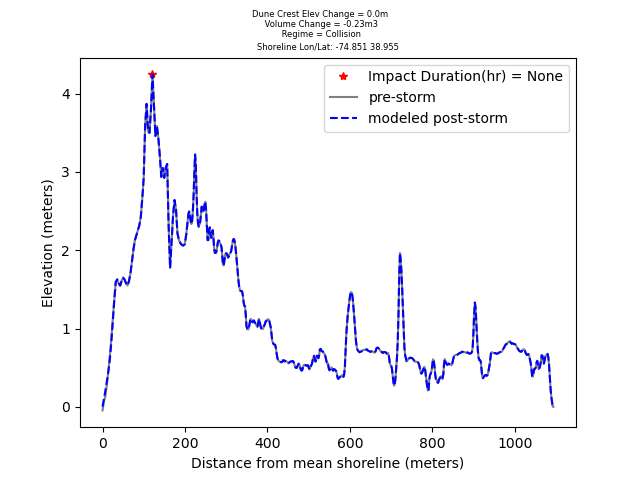 Dune Crest Elev Change = 0.0m
Volume Change = -0.23m3
Regime = Collision
Shoreline Lon/Lat: -74.851 38.955
Impact Duration(hr) = None
pre-storm
modeled post-storm
Elevation (meters)
4
3
2
1
0
0 200 400 600 800 1000
Distance from mean shoreline (meters)